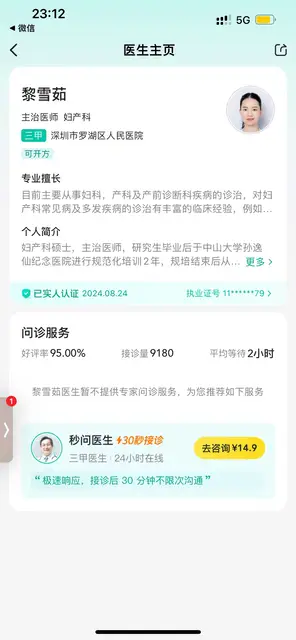 23:12
5G
微信
医生主页
黎雪茹
主治医师 妇产科
三甲 深圳市罗湖区人民医院
可开方
专业擅长
目前主要从事妇科，产科及产前诊断科疾病的诊治，对妇
产科常见病及多发疾病的诊治有丰富的临床经验，例如...
个人简介
妇产科硕士，主治医师，研究生毕业后于中山大学孙逸
仙纪念医院进行规范化培训2年，规培结束后从... 更多
已实人认证 2024.08.24 执业证号 11******79
问诊服务
好评率95.00% 接诊量9180 平均等待2小时
黎雪茹医生暂不提供专家问诊服务，为您推荐如下服务
1
秒问医生 30秒接诊
三甲医生 24小时在线
去咨询¥14.9
“极速响应，接诊后 30 分钟不限次沟通”